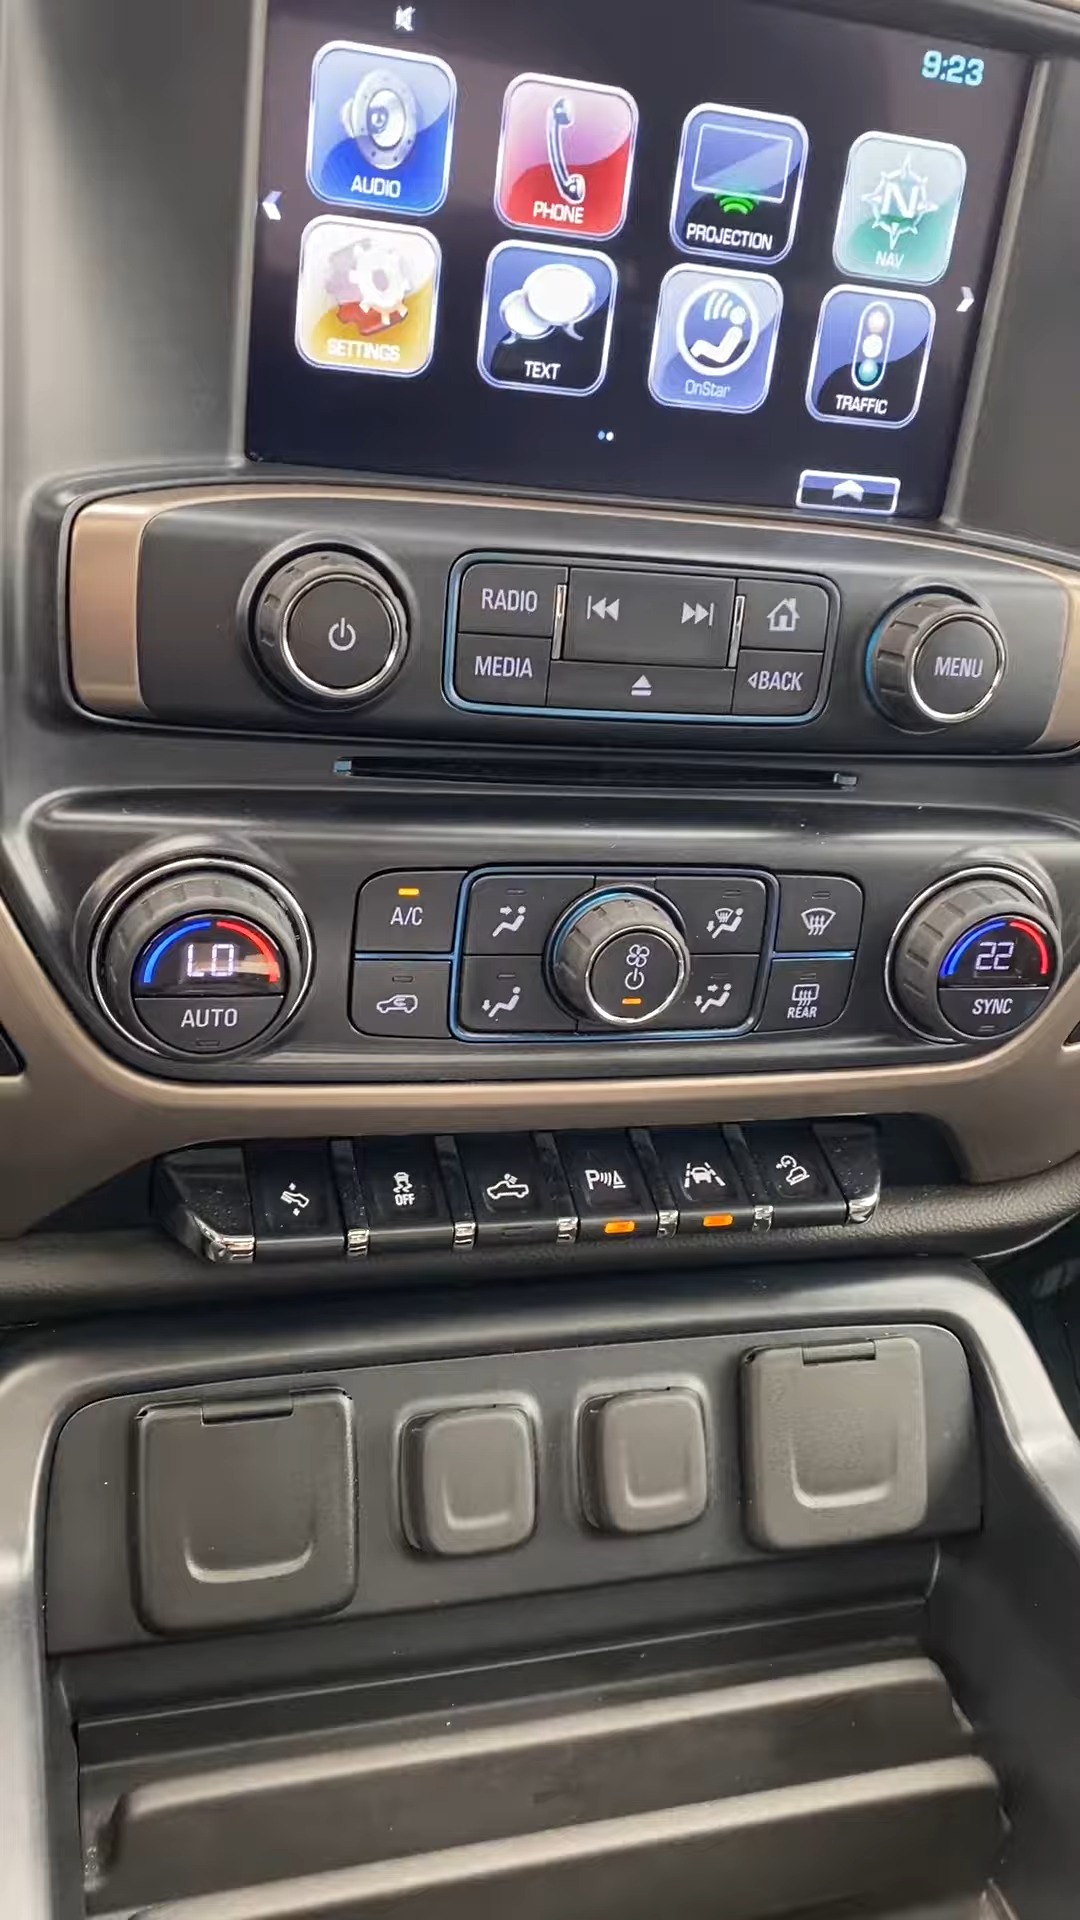 9:23
AUDIO
PHONE
PROJECTION
N
NAV
SETTINGS
TEXT
OnStar
TRAFFIC
RADIO
MEDIA
BACK
MENU
A/C
LO
AUTO
REAR
22
SYNC
OFF
P